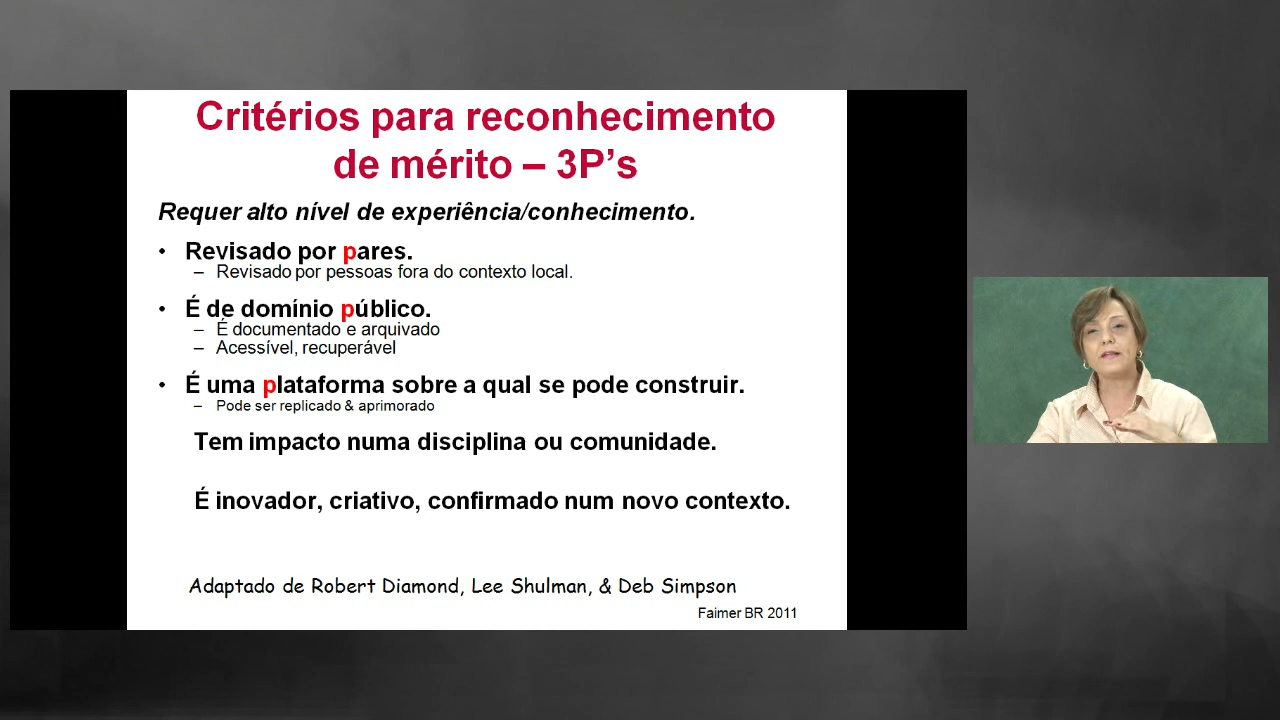 Critérios para reconhecimento
de mérito – 3P’s
Requer alto nível de experiência/conhecimento.
• Revisado por pares.
– Revisado por pessoas fora do contexto local.
• É de domínio público.
– É documentado e arquivado
– Acessível, recuperável
• É uma plataforma sobre a qual se pode construir.
– Pode ser replicado & aprimorado
Tem impacto numa disciplina ou comunidade.
É inovador, criativo, confirmado num novo contexto.
Adaptado de Robert Diamond, Lee Shulman, & Deb Simpson
Faimer BR 2011